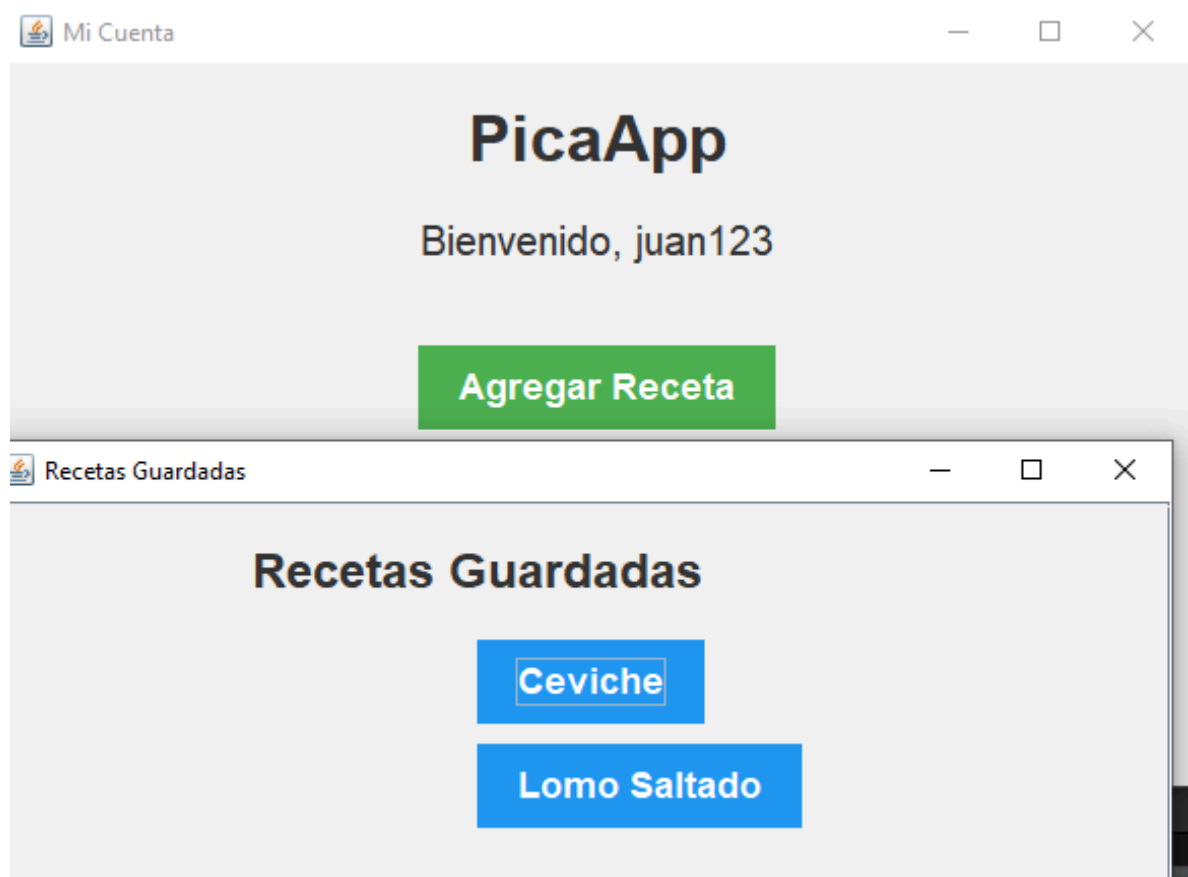 Mi Cuenta
PicaApp
Bienvenido, juan123
Agregar Receta
Recetas Guardadas
Recetas Guardadas
Ceviche
Lomo Saltado